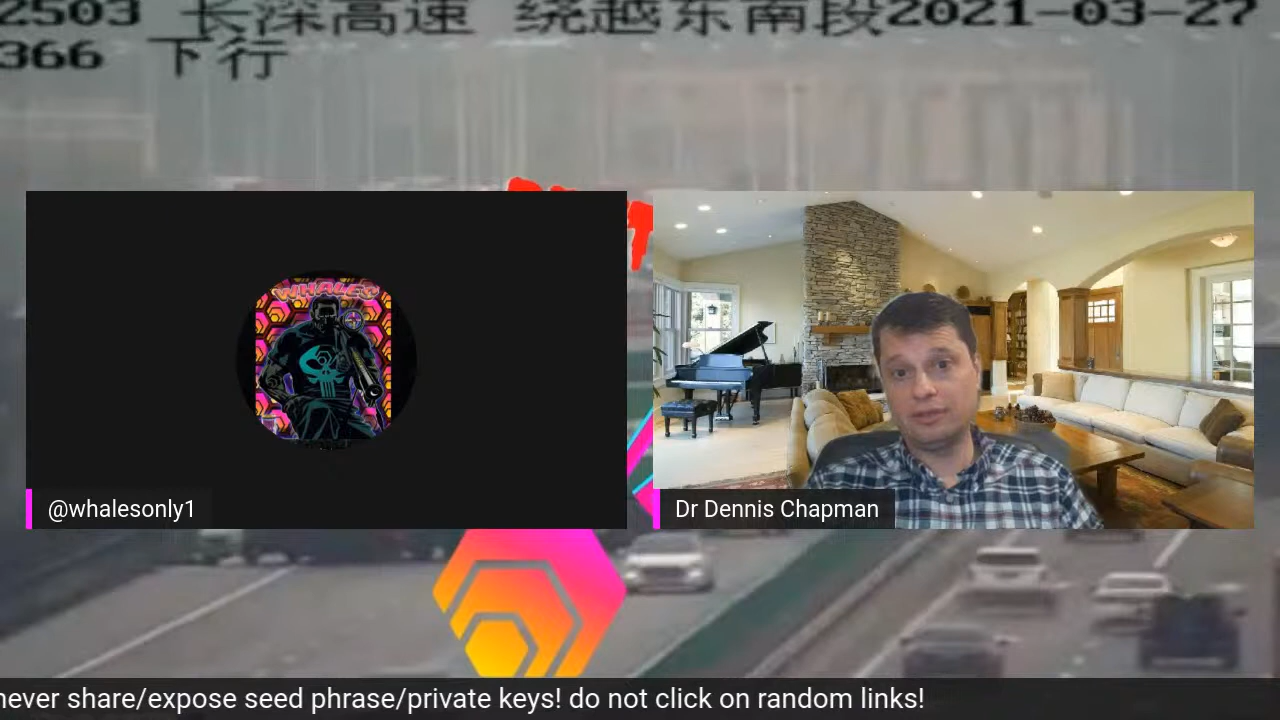 2503 长深高速 绕越东南段2021-03-27
366 下行
WHALES
@whalesonly1
Dr Dennis Chapman
never share/expose seed phrase/private keys! do not click on random links!